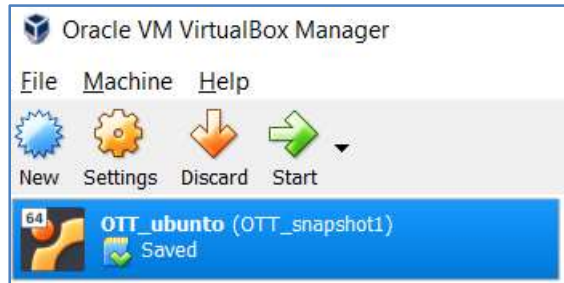 Oracle VM VirtualBox Manager
File Machine Help
New Settings Discard Start
64 OTT_ubunto (OTT_snapshot1)
Saved